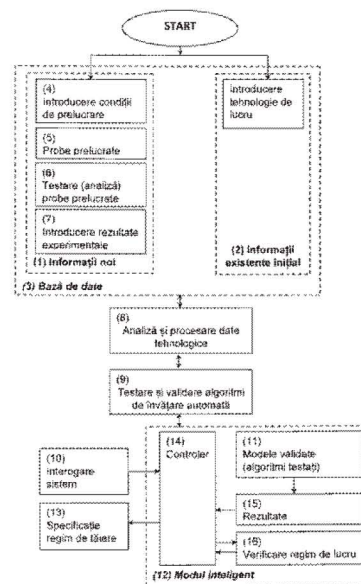 START
(4)
Introducere condiții
de prelucrare
(5)
Probe prelucrate
(6)
Testare (analiză)
probe prelucrate
(7)
Introducere rezultate
experimentale
(1) Informații noi
Introducere
tehnologie de
lucru
(2) Informații
existente inițial
(3) Bază de date
(8)
Analiză și procesare date
tehnologice
(9)
Testare și validare algoritmi
de învățare automată
(10)
Interogare
sistem
(13)
Specificație
regim de tăiere
(14)
Controler
(11)
Modele validate
(algoritmi testați)
(15)
Rezultate
(16)
Verificare regim de lucru
(12) Modul inteligent